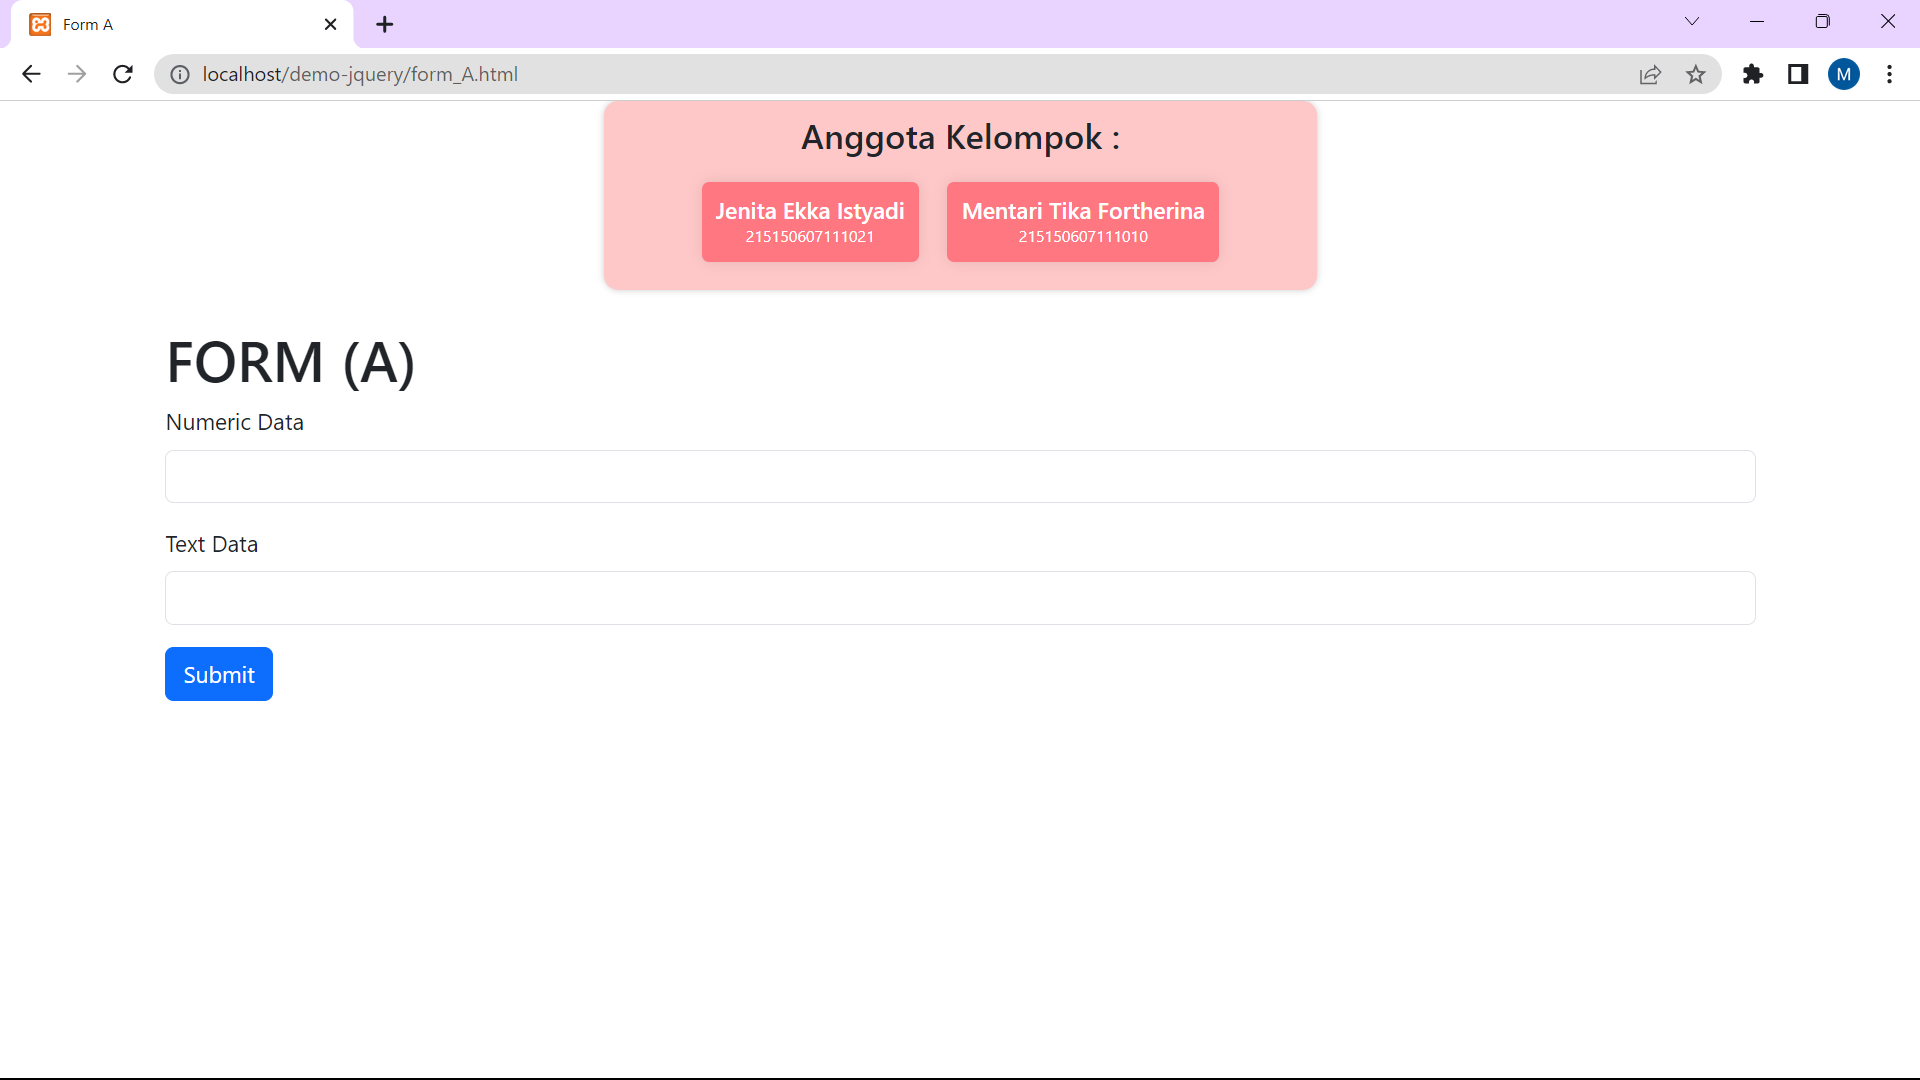 Form A
localhost/demo-jquery/form_A.html
M
Anggota Kelompok :
Jenita Ekka Istyadi
215150607111021
Mentari Tika Fortherina
215150607111010
FORM (A)
Numeric Data
Text Data
Submit